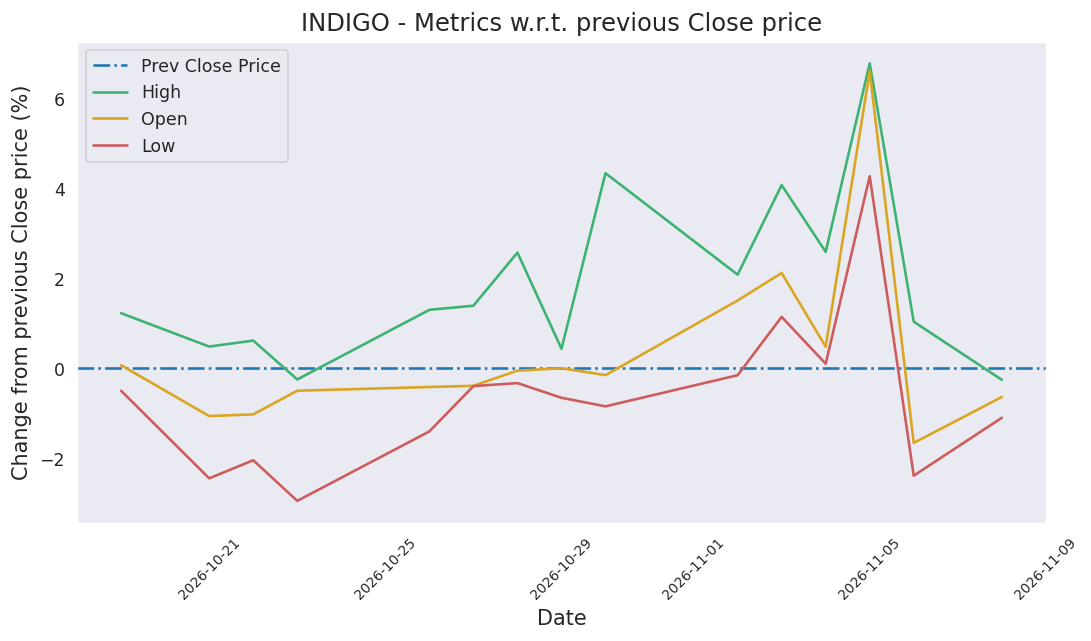 INDIGO - Metrics w.r.t. previous Close price
Prev Close Price
High
Open
Low
Change from previous Close price (%)
6
4
2
0
−2
2026-10-21
2026-10-25
2026-10-29
2026-11-01
2026-11-05
2026-11-09
Date